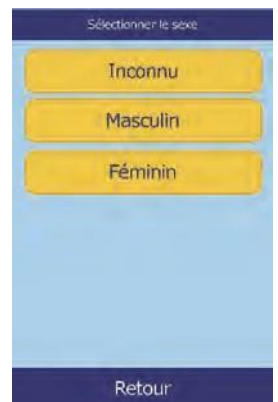 Sélectionner le sexe
Inconnu
Masculin
Féminin
Retour